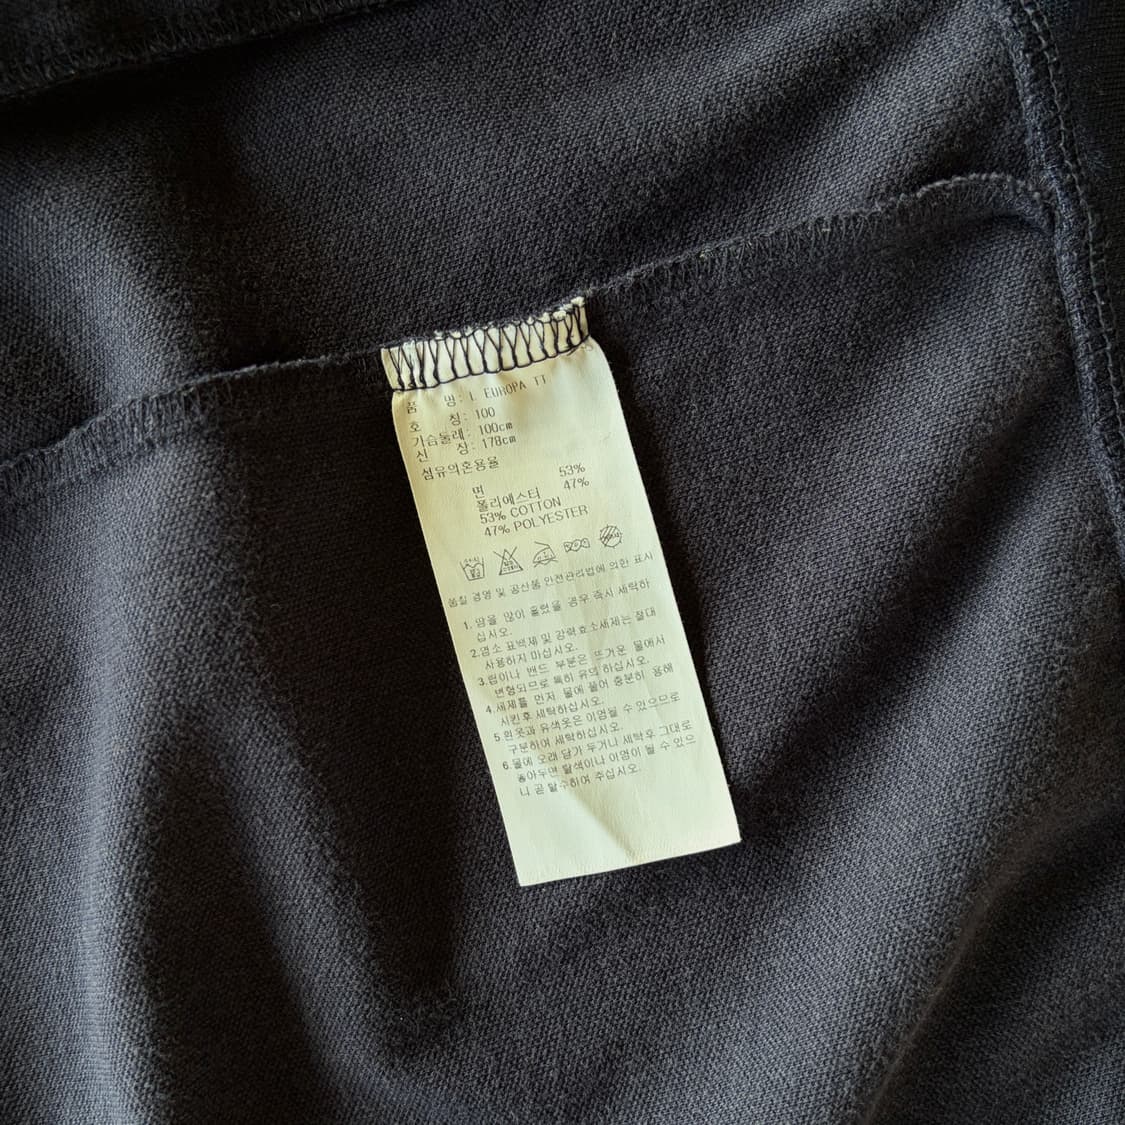 품 명: L EUROPA TT
호 칭: 100
가슴둘레: 100cm
신 장: 178cm
섬유의혼용율
면 53%
폴리에스터 47%
53% COTTON
47% POLYESTER
품질 경영 및 공산품 안전관리법에 의한 표시
1. 땀을 많이 흘렸을 경우 즉시 세탁하
십시오.
2.염소 표백제 및 강력효소세제는 절대
사용하지 마십시오.
3.립이나 밴드 부분은 뜨거운 물에서
변형되므로 특히 유의 하십시오.
4.세제를 먼저 물에 풀어 충분히 용해
시킨후 세탁하십시오.
5.흰옷과 유색옷은 이염될 수 있으므로
구분하여 세탁하십시오.
6.물에 오래 담가 두거나 세탁후 그대로
놓아두면 탈색이나 이염이 될 수 있으
니 곧 탈수하여 주십시오.